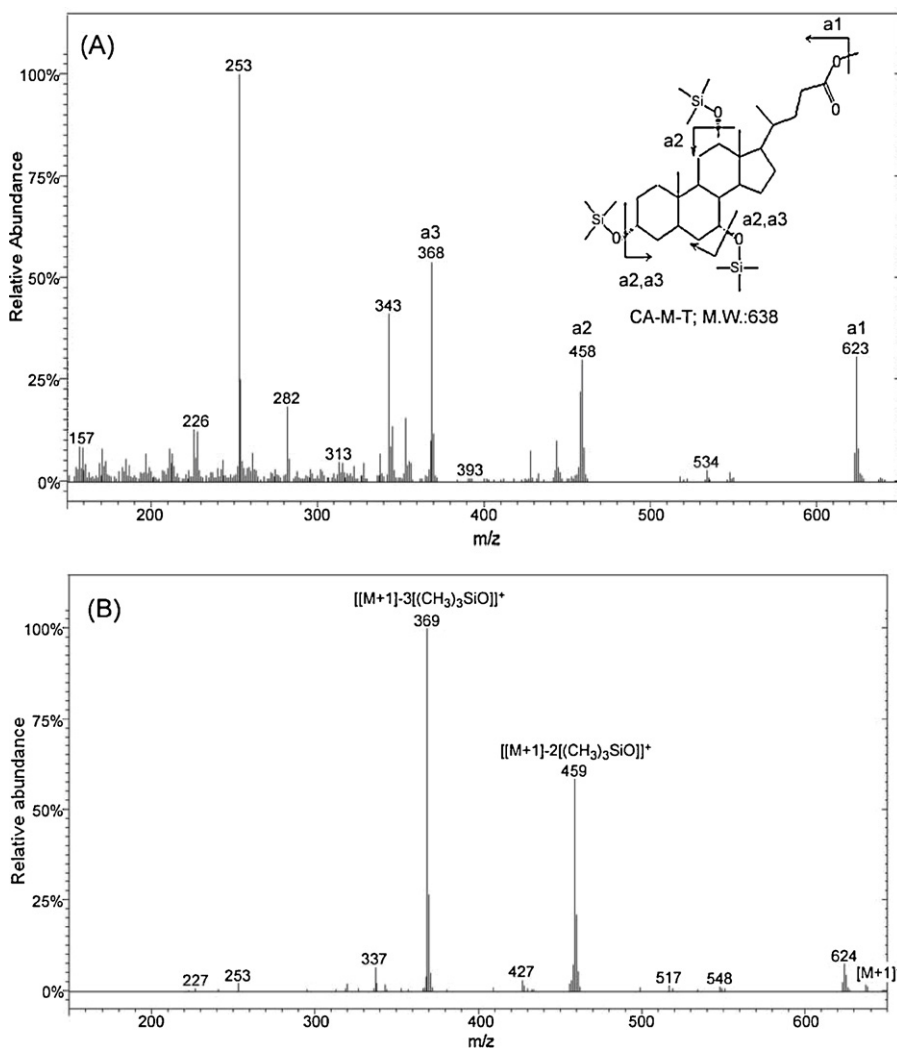 (A)
Relative Abundance
100%
75%
50%
25%
0%
253
a3
368
343
a2
458
a1
623
282
226
157
313
393
534
a1
O
O
Si
O
a2
Si
O
a2,a3
O
Si
a2,a3
CA-M-T; M.W.:638
200
300
400
500
600
m/z
(B)
Relative abundance
100%
75%
50%
25%
0%
[[M+1]-3[(CH₃)₃SiO]]⁺
369
[[M+1]-2[(CH₃)₃SiO]]⁺
459
227
253
337
427
517
548
624
[M+1]⁺
200
300
400
500
600
m/z